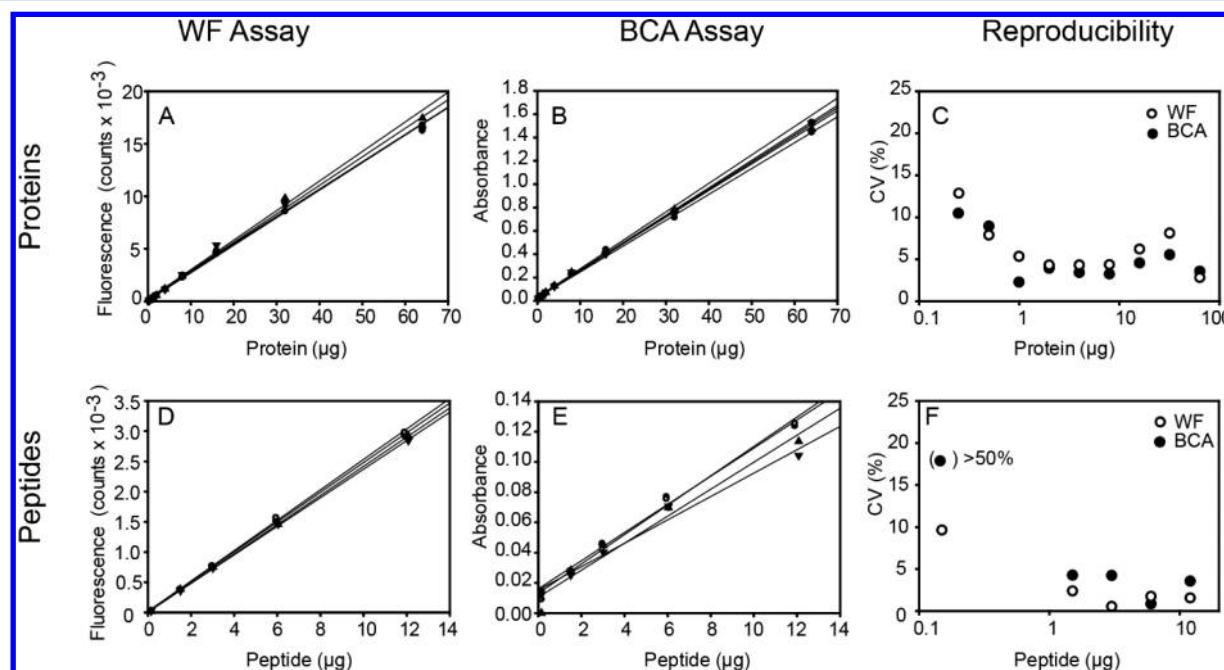 WF Assay
BCA Assay
Reproducibility
Proteins
Fluorescence (counts x 10⁻³)
20
15
10
5
0
A
0 10 20 30 40 50 60 70
Protein (µg)
Absorbance
1.8
1.6
1.4
1.2
1.0
0.8
0.6
0.4
0.2
0.0
B
0 10 20 30 40 50 60 70
Protein (µg)
CV (%)
25
20
15
10
5
0
C
WF
BCA
0.1 1 10 100
Protein (µg)
Peptides
Fluorescence (counts x 10⁻³)
3.5
3.0
2.5
2.0
1.5
1.0
0.5
0
D
0 2 4 6 8 10 12 14
Peptide (µg)
Absorbance
0.14
0.12
0.10
0.08
0.06
0.04
0.02
0.00
E
0 2 4 6 8 10 12 14
Peptide (µg)
CV (%)
25
20
15
10
5
0
F
WF
BCA
(●) >50%
0.1 1 10
Peptide (µg)